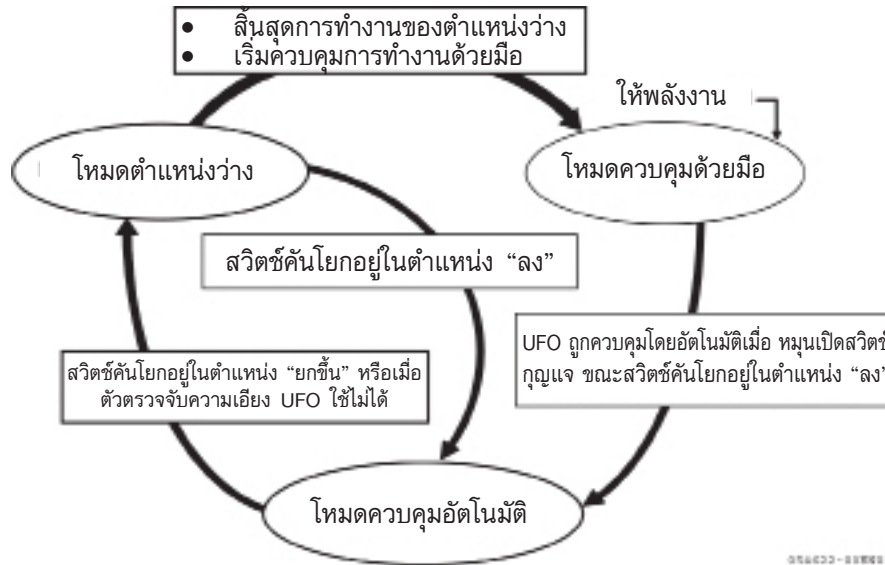 • สิ้นสุดการทำงานของตำแหน่งว่าง
• เริ่มควบคุมการทำงานด้วยมือ
ให้พลังงาน
โหมดตำแหน่งว่าง
โหมดควบคุมด้วยมือ
สวิตช์คันโยกอยู่ในตำแหน่ง “ลง”
UFO ถูกควบคุมโดยอัตโนมัติเมื่อ หมุนเปิดสวิตช์
กุญแจ ขณะสวิตช์คันโยกอยู่ในตำแหน่ง “ลง”
สวิตช์คันโยกอยู่ในตำแหน่ง “ยกขึ้น” หรือเมื่อ
ตัวตรวจจับความเอียง UFO ใช้ไม่ได้
โหมดควบคุมอัตโนมัติ